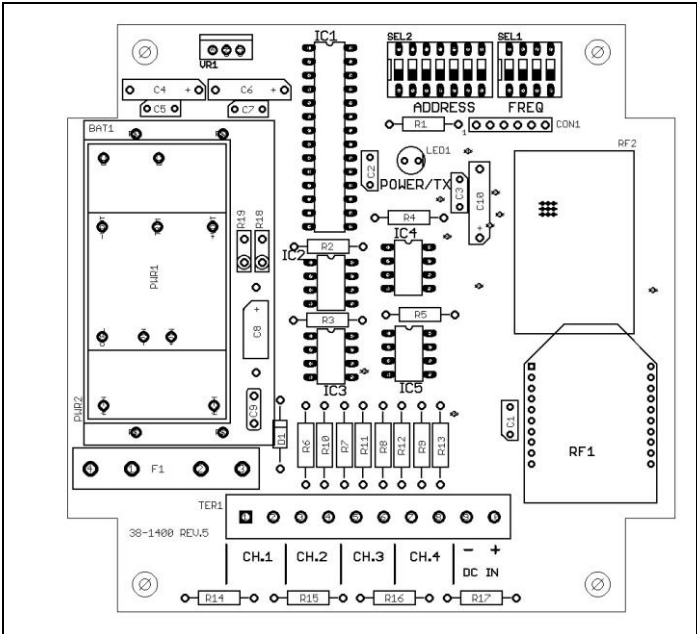 VR1
IC1
SEL2
SEL1
C4 +
C6 +
C5
C7
ADDRESS
FREQ
BAT1
R1
1
CON1
LED1
RF2
C2
POWER/TX
C3
C10
+
R19
R18
R4
IC4
R2
IC2
PWR1
+
C8
R3
R5
IC3
IC5
PWR2
C9
D1
R6
R10
R7
R11
R8
R12
R9
R13
C1
RF1
F1
TER1
38-1400 REV.5
CH.1
CH.2
CH.3
CH.4
- +
DC IN
R14
R15
R16
R17